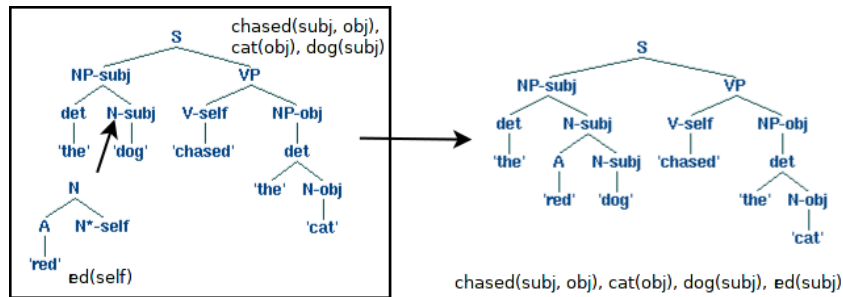 chased(subj, obj),
cat(obj), dog(subj)
S
NP-subj VP
det N-subj V-self NP-obj
'the' 'dog' 'chased' det
'the' N-obj
'cat'
N
A N*-self
'red'
red(self)
S
NP-subj VP
det N-subj V-self NP-obj
'the' A N-subj 'chased' det
'red' 'dog' 'the' N-obj
'cat'
chased(subj, obj), cat(obj), dog(subj), red(subj)